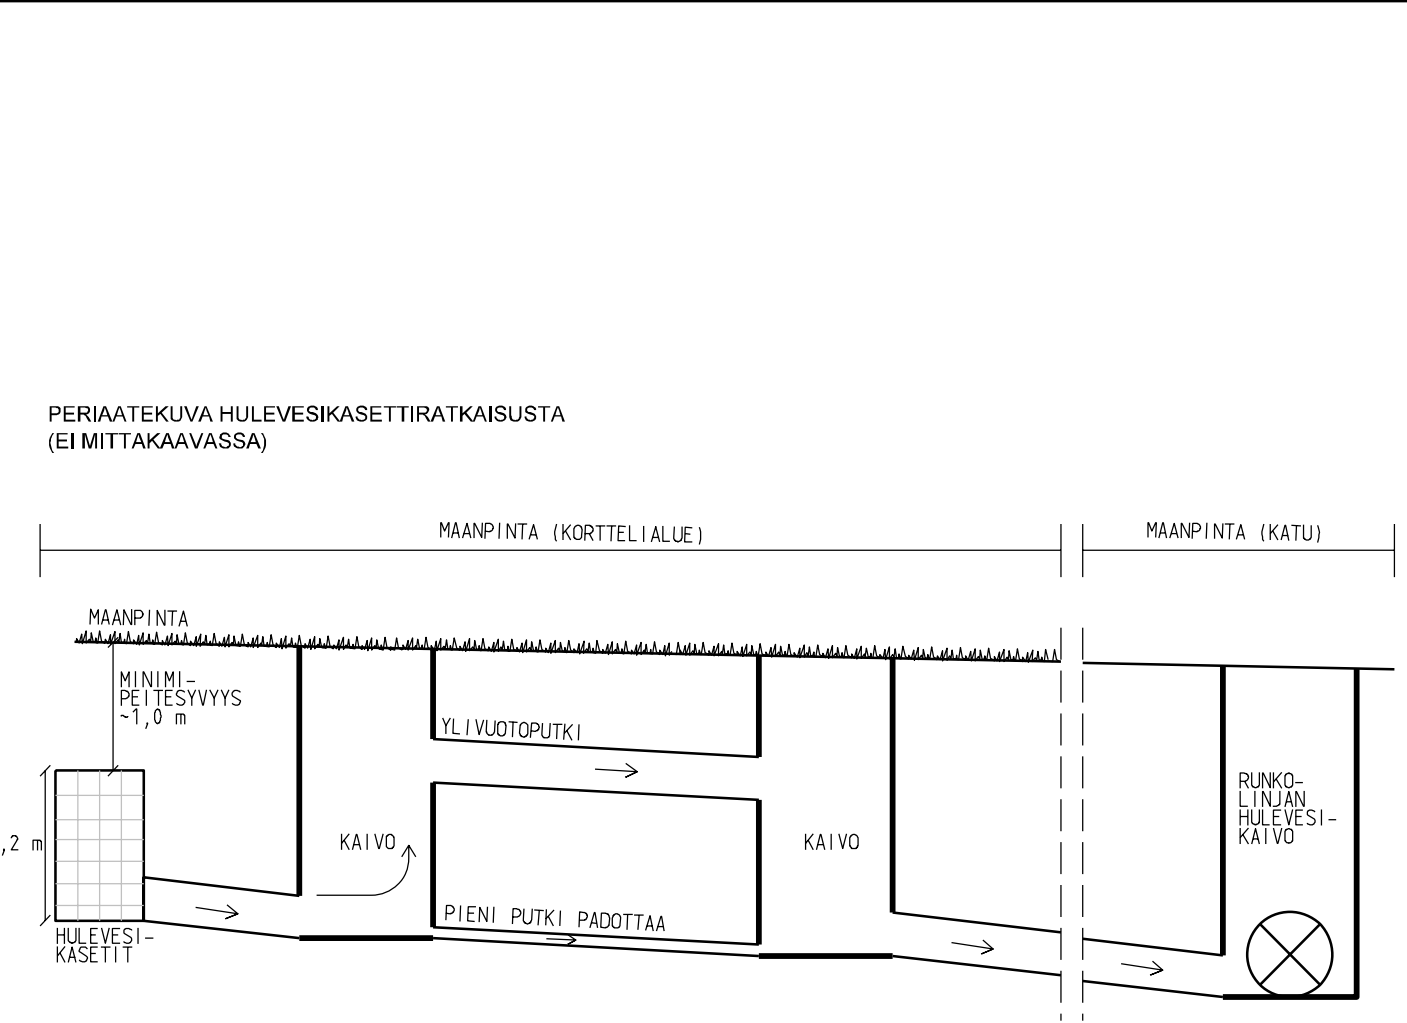 PERIAATEKUVA HULEVESIKASETTIRATKAISUSTA
(EI MITTAKAAVASSA)
MAANPINTA (KORTTELIALUE)
MAANPINTA (KATU)
MAANPINTA
MINIMI-
PEITESYVYYS
~1,0 m
YLIVUOTOPUTKI
RUNKO-
LINJAN
HULEVESI-
KAIVO
,2 m
KAIVO
KAIVO
PIENI PUTKI PADOTTAA
HULEVESI-
KASETIT